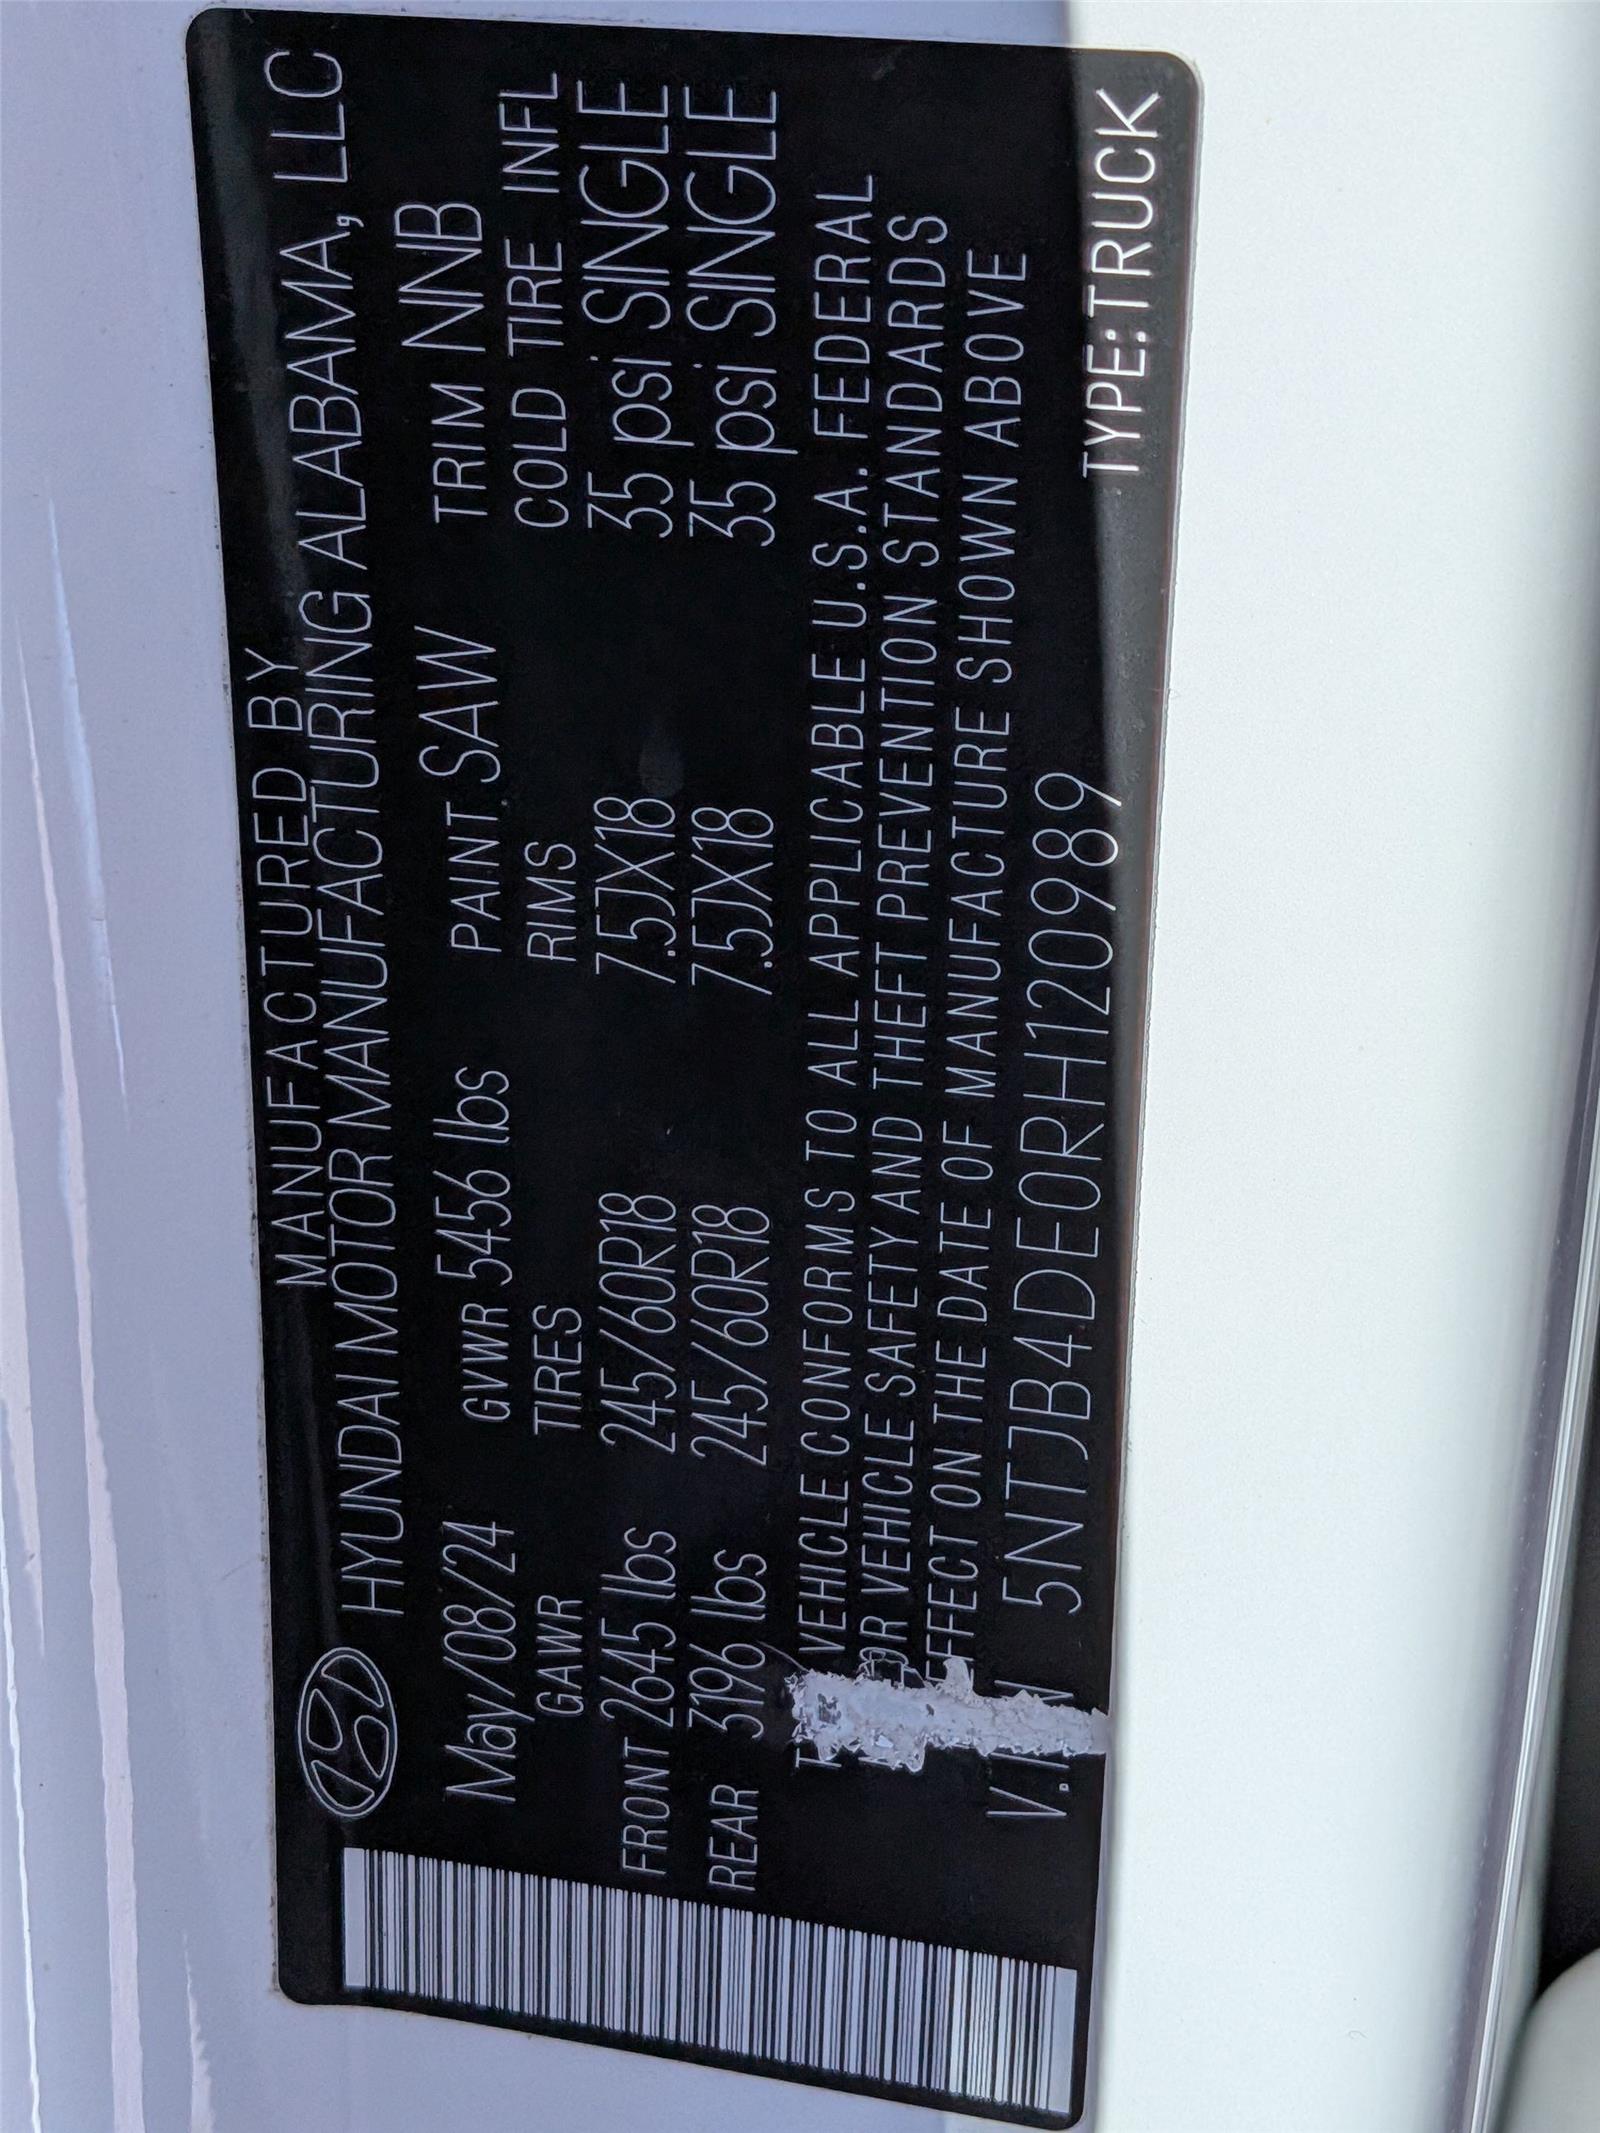 MANUFACTURED BY
HYUNDAI MOTOR MANUFACTURING ALABAMA, LLC
May/08/24 GVWR 5456 lbs PAINT SAW TRIM NNB
GAWR TIRES RIMS COLD TIRE INFL
FRONT 2645 lbs 245/60R18 7.5JX18 35 psi SINGLE
REAR 3196 lbs 245/60R18 7.5JX18 35 psi SINGLE
VEHICLE CONFORMS TO ALL APPLICABLE U.S.A. FEDERAL
VEHICLE SAFETY AND THEFT PREVENTION STANDARDS
EFFECT ON THE DATE OF MANUFACTURE SHOWN ABOVE
5NTJB4DE0RH120989
TYPE:TRUCK